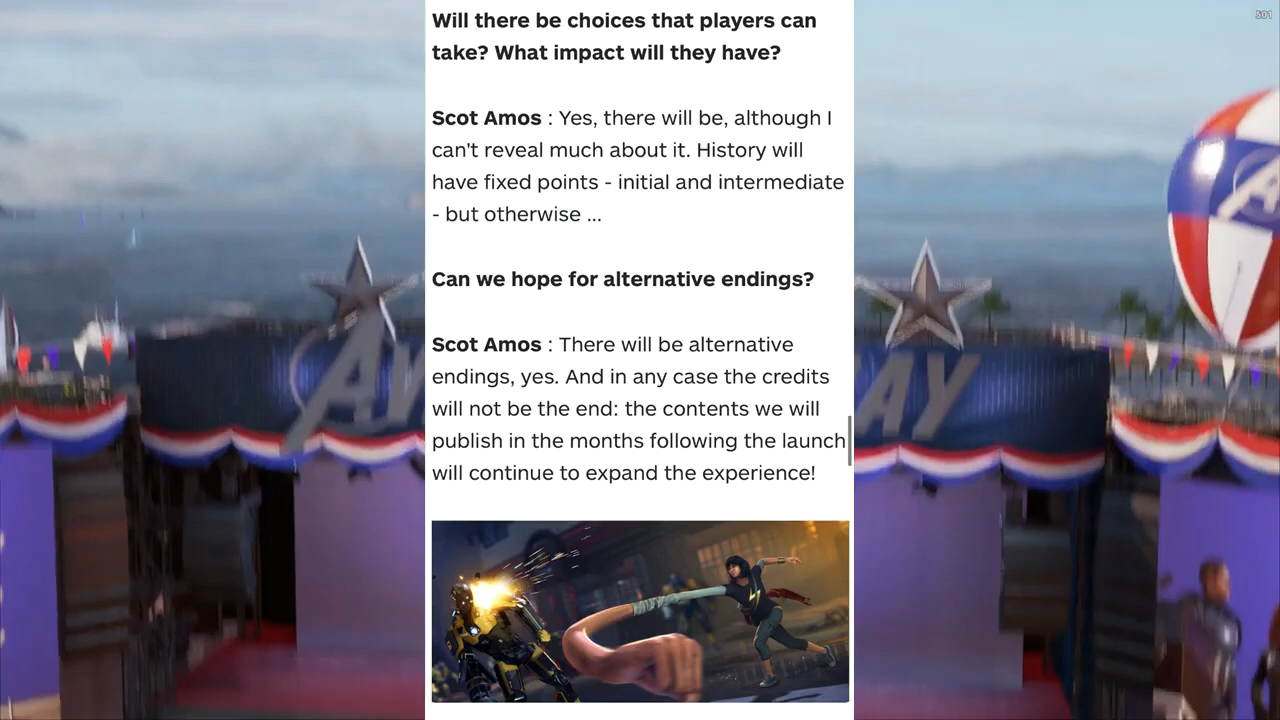 501
Will there be choices that players can
take? What impact will they have?
Scot Amos : Yes, there will be, although I
can't reveal much about it. History will
have fixed points - initial and intermediate
- but otherwise ...
Can we hope for alternative endings?
Scot Amos : There will be alternative
endings, yes. And in any case the credits
will not be the end: the contents we will
publish in the months following the launch
will continue to expand the experience!
AY